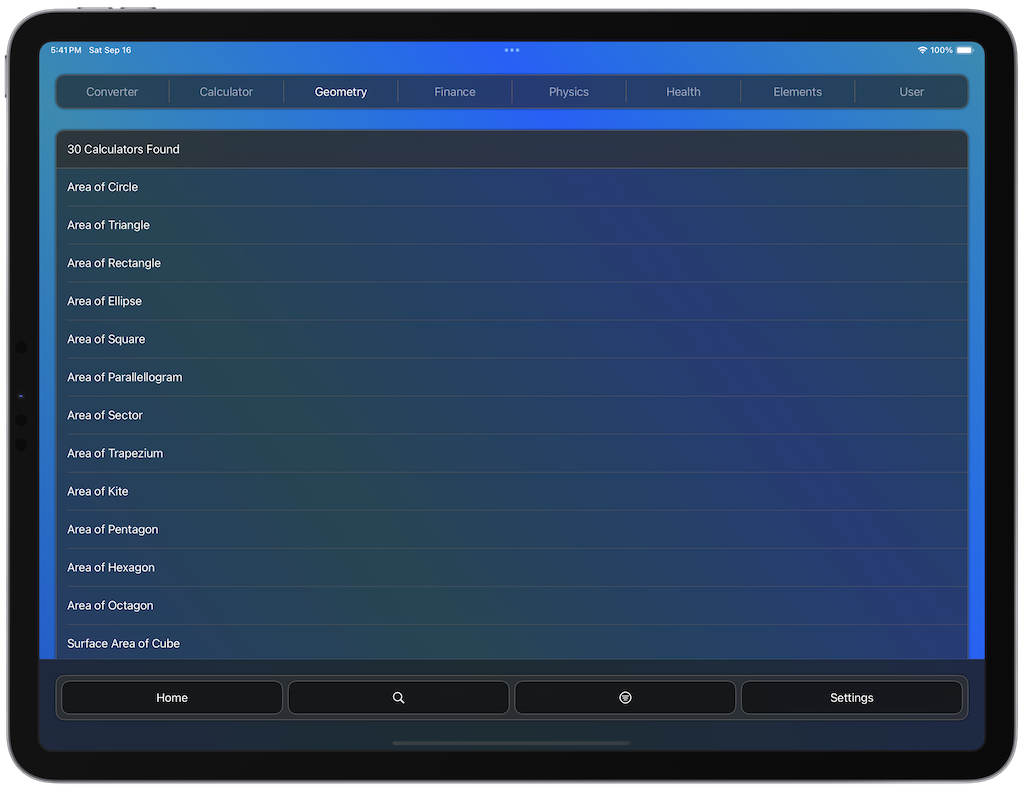 5:41 PM Sat Sep 16
100%
Converter Calculator Geometry Finance Physics Health Elements User
30 Calculators Found
Area of Circle
Area of Triangle
Area of Rectangle
Area of Ellipse
Area of Square
Area of Parallellogram
Area of Sector
Area of Trapezium
Area of Kite
Area of Pentagon
Area of Hexagon
Area of Octagon
Surface Area of Cube
Home Settings